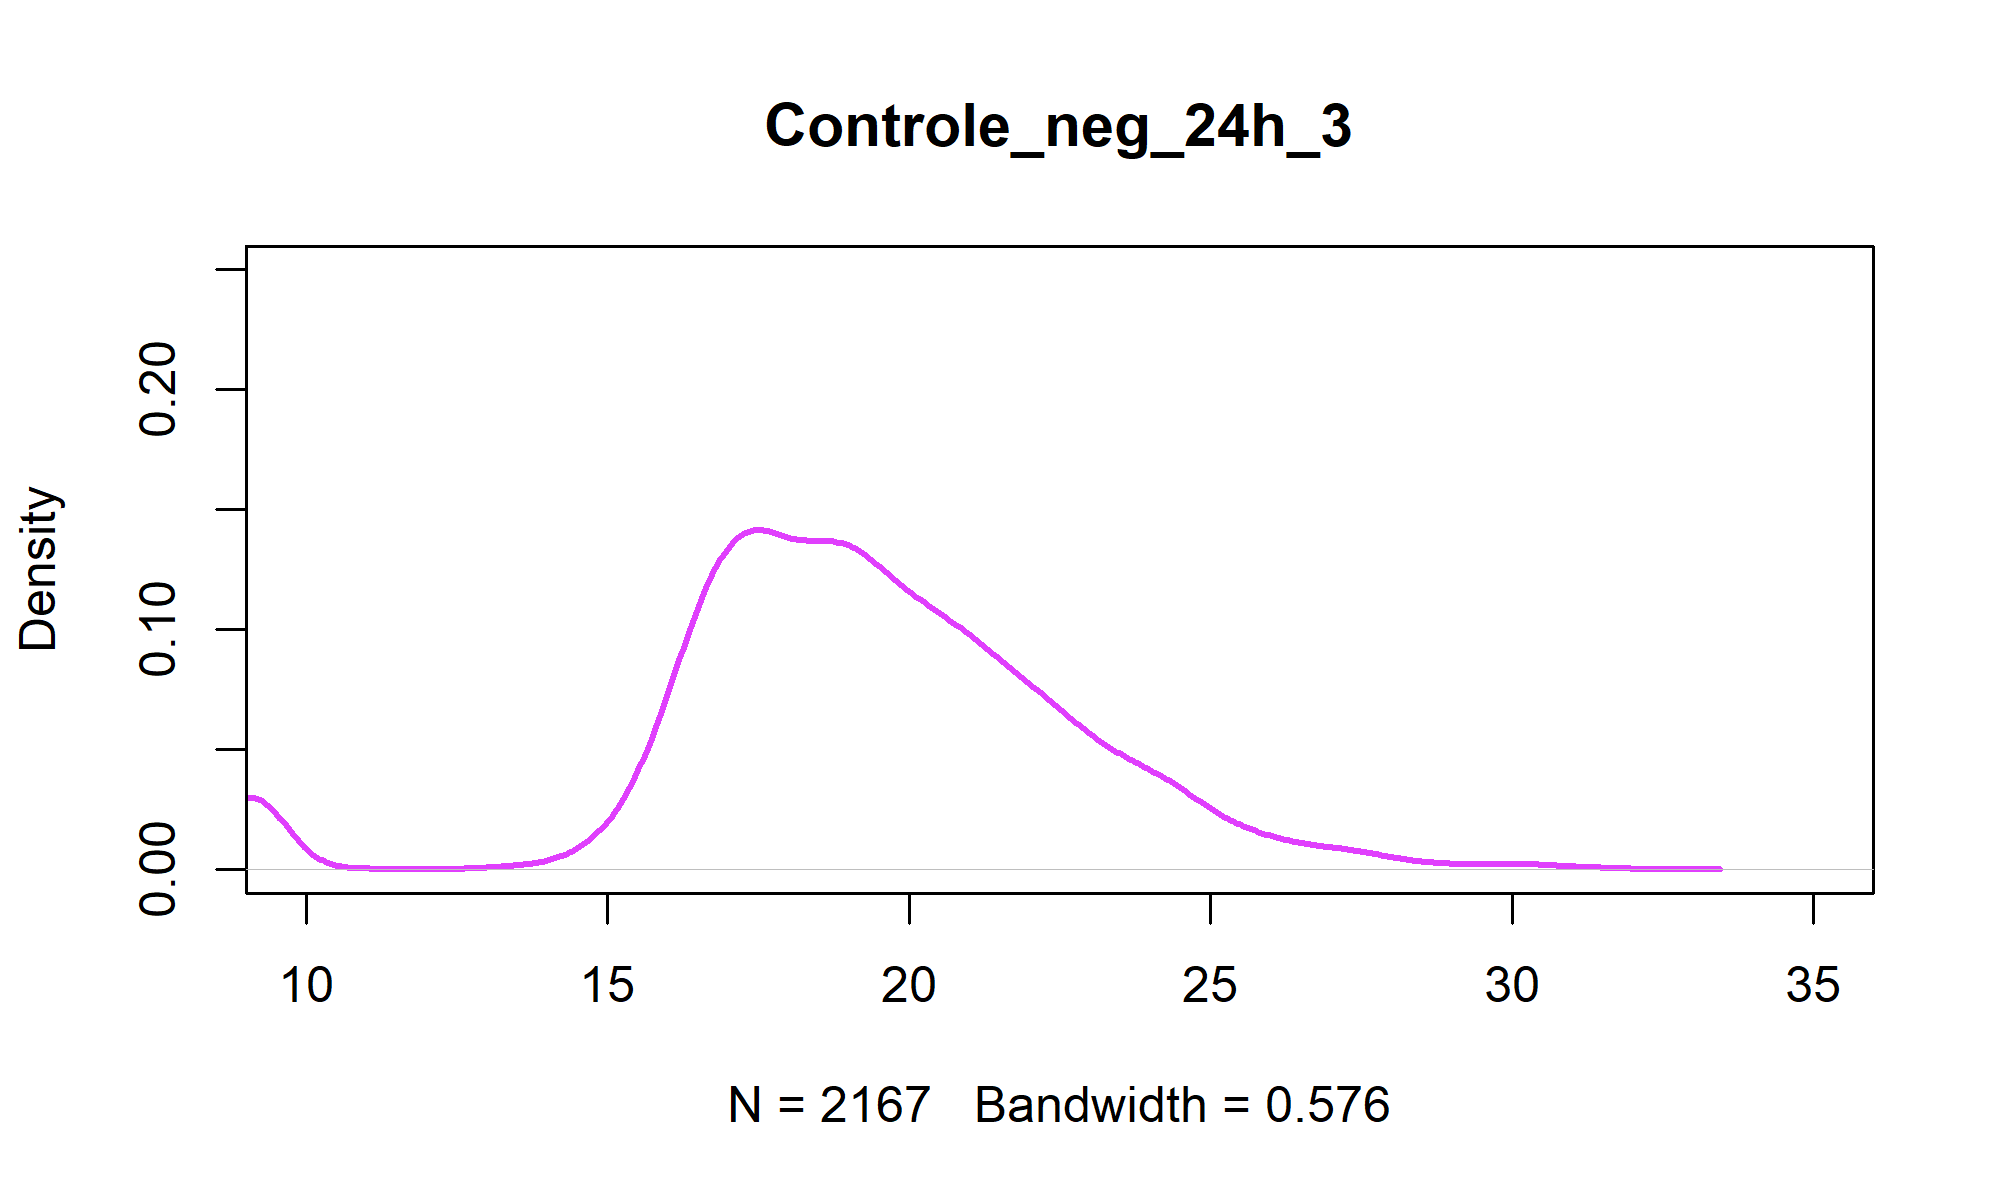 Controle_neg_24h_3
Density
0.20
0.10
0.00
10 15 20 25 30 35
N = 2167 Bandwidth = 0.576